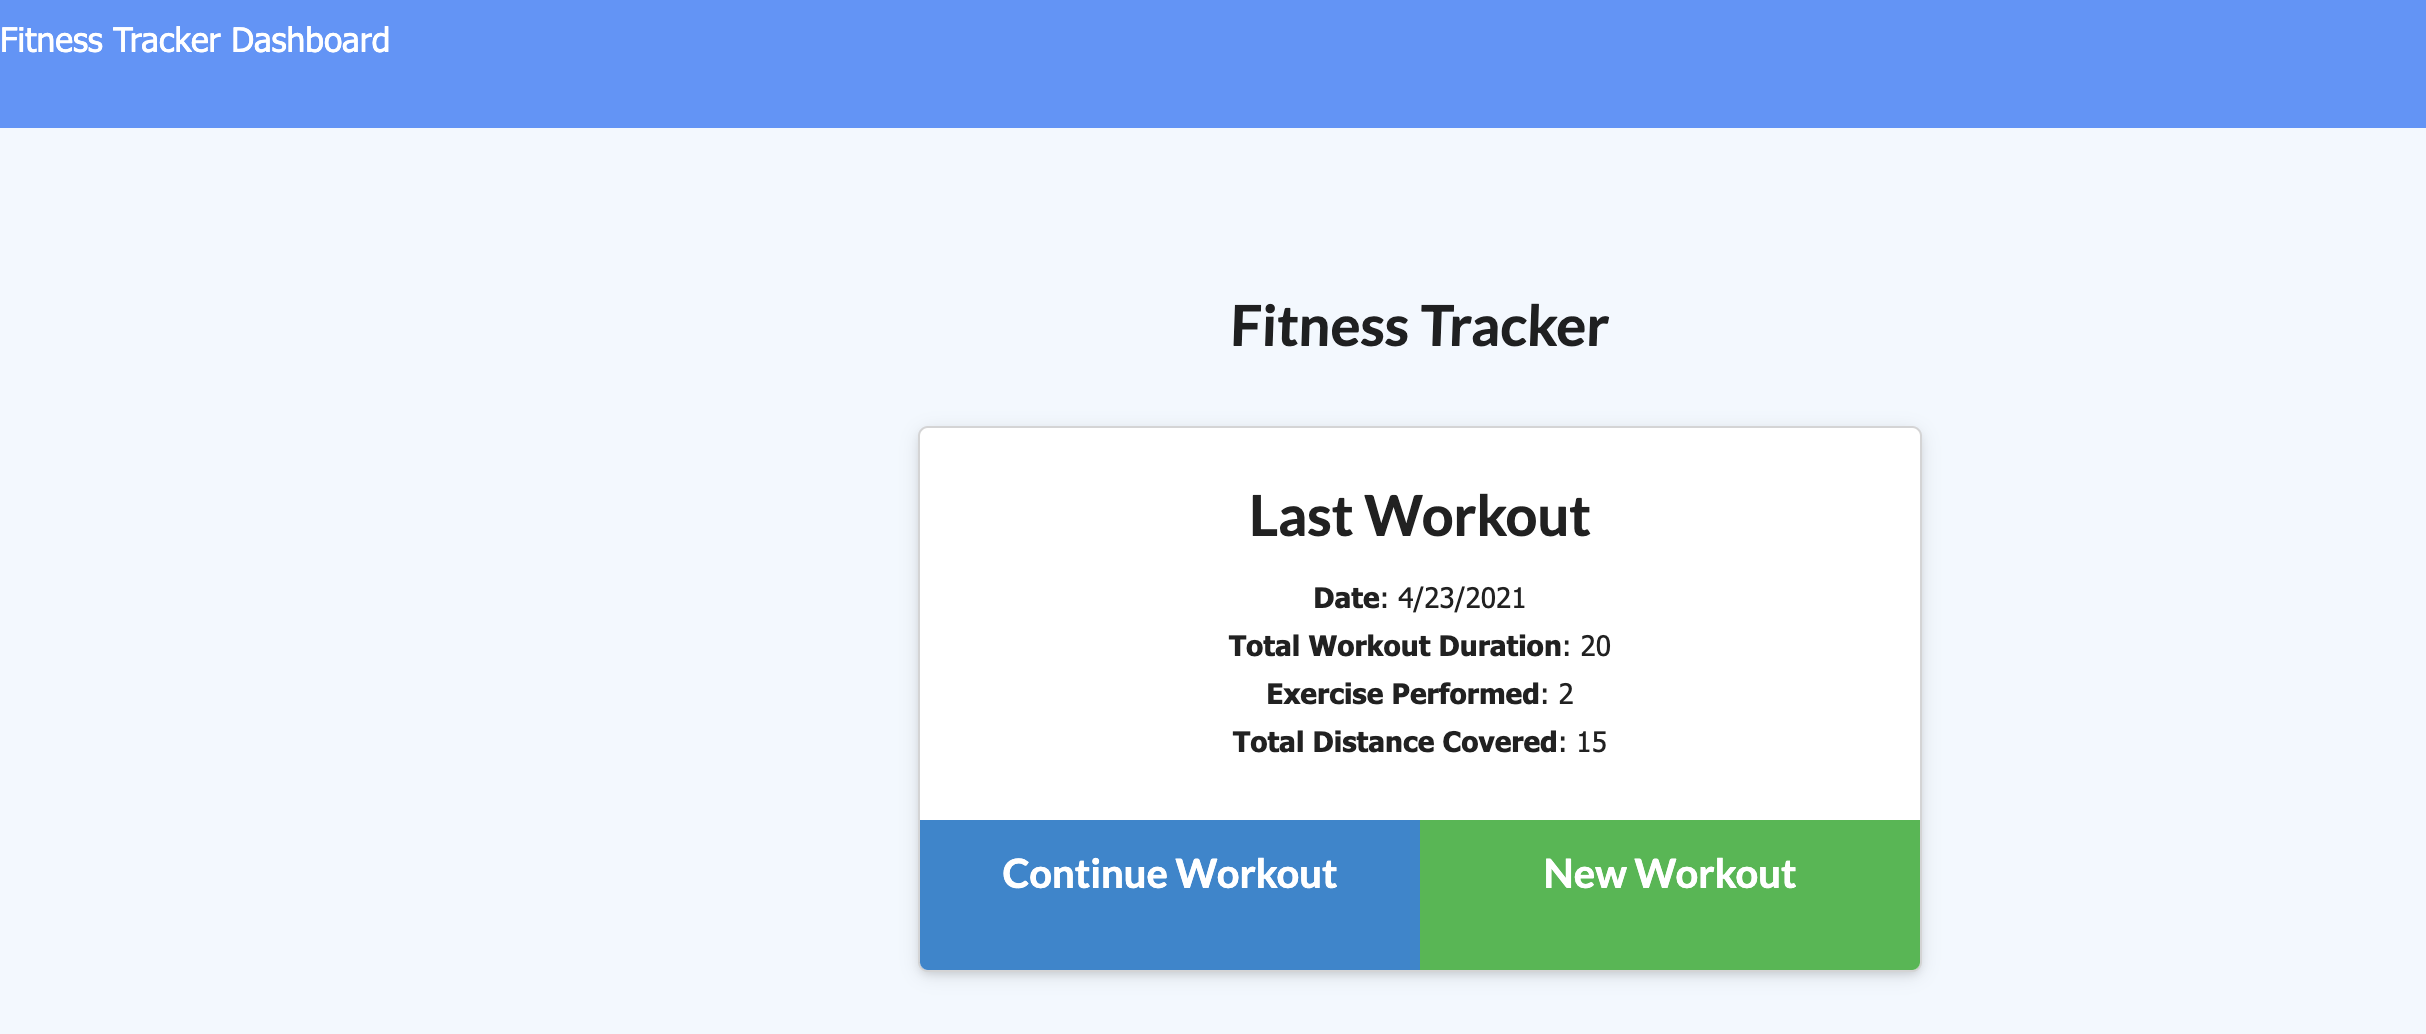 Fitness Tracker Dashboard
Fitness Tracker
Last Workout
Date: 4/23/2021
Total Workout Duration: 20
Exercise Performed: 2
Total Distance Covered: 15
Continue Workout
New Workout